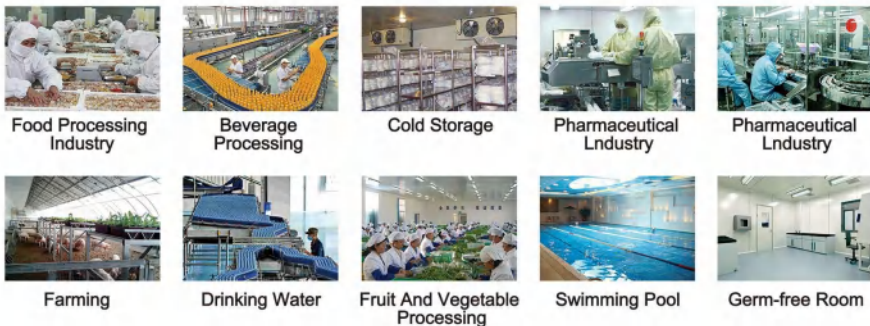 Food Processing
Industry
Beverage
Processing
Cold Storage
Pharmaceutical
Lndustry
Pharmaceutical
Lndustry
Farming
Drinking Water
Fruit And Vegetable
Processing
Swimming Pool
Germ-free Room